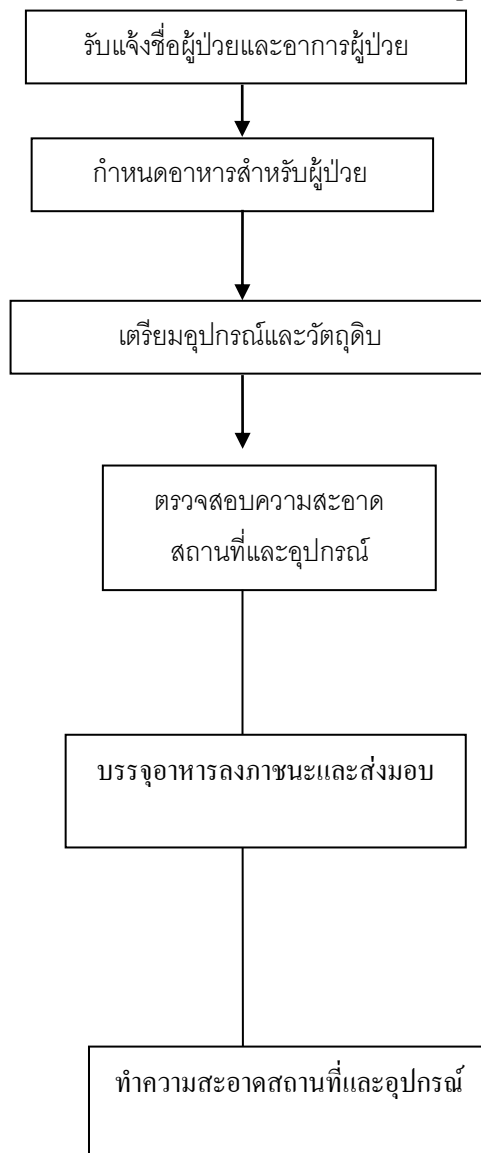 รับแจ้งชื่อผู้ป่วยและอาการผู้ป่วย
กำหนดอาหารสำหรับผู้ป่วย
เตรียมอุปกรณ์และวัตถุดิบ
ตรวจสอบความสะอาด
สถานที่และอุปกรณ์
บรรจุอาหารลงภาชนะและส่งมอบ
ทำความสะอาดสถานที่และอุปกรณ์